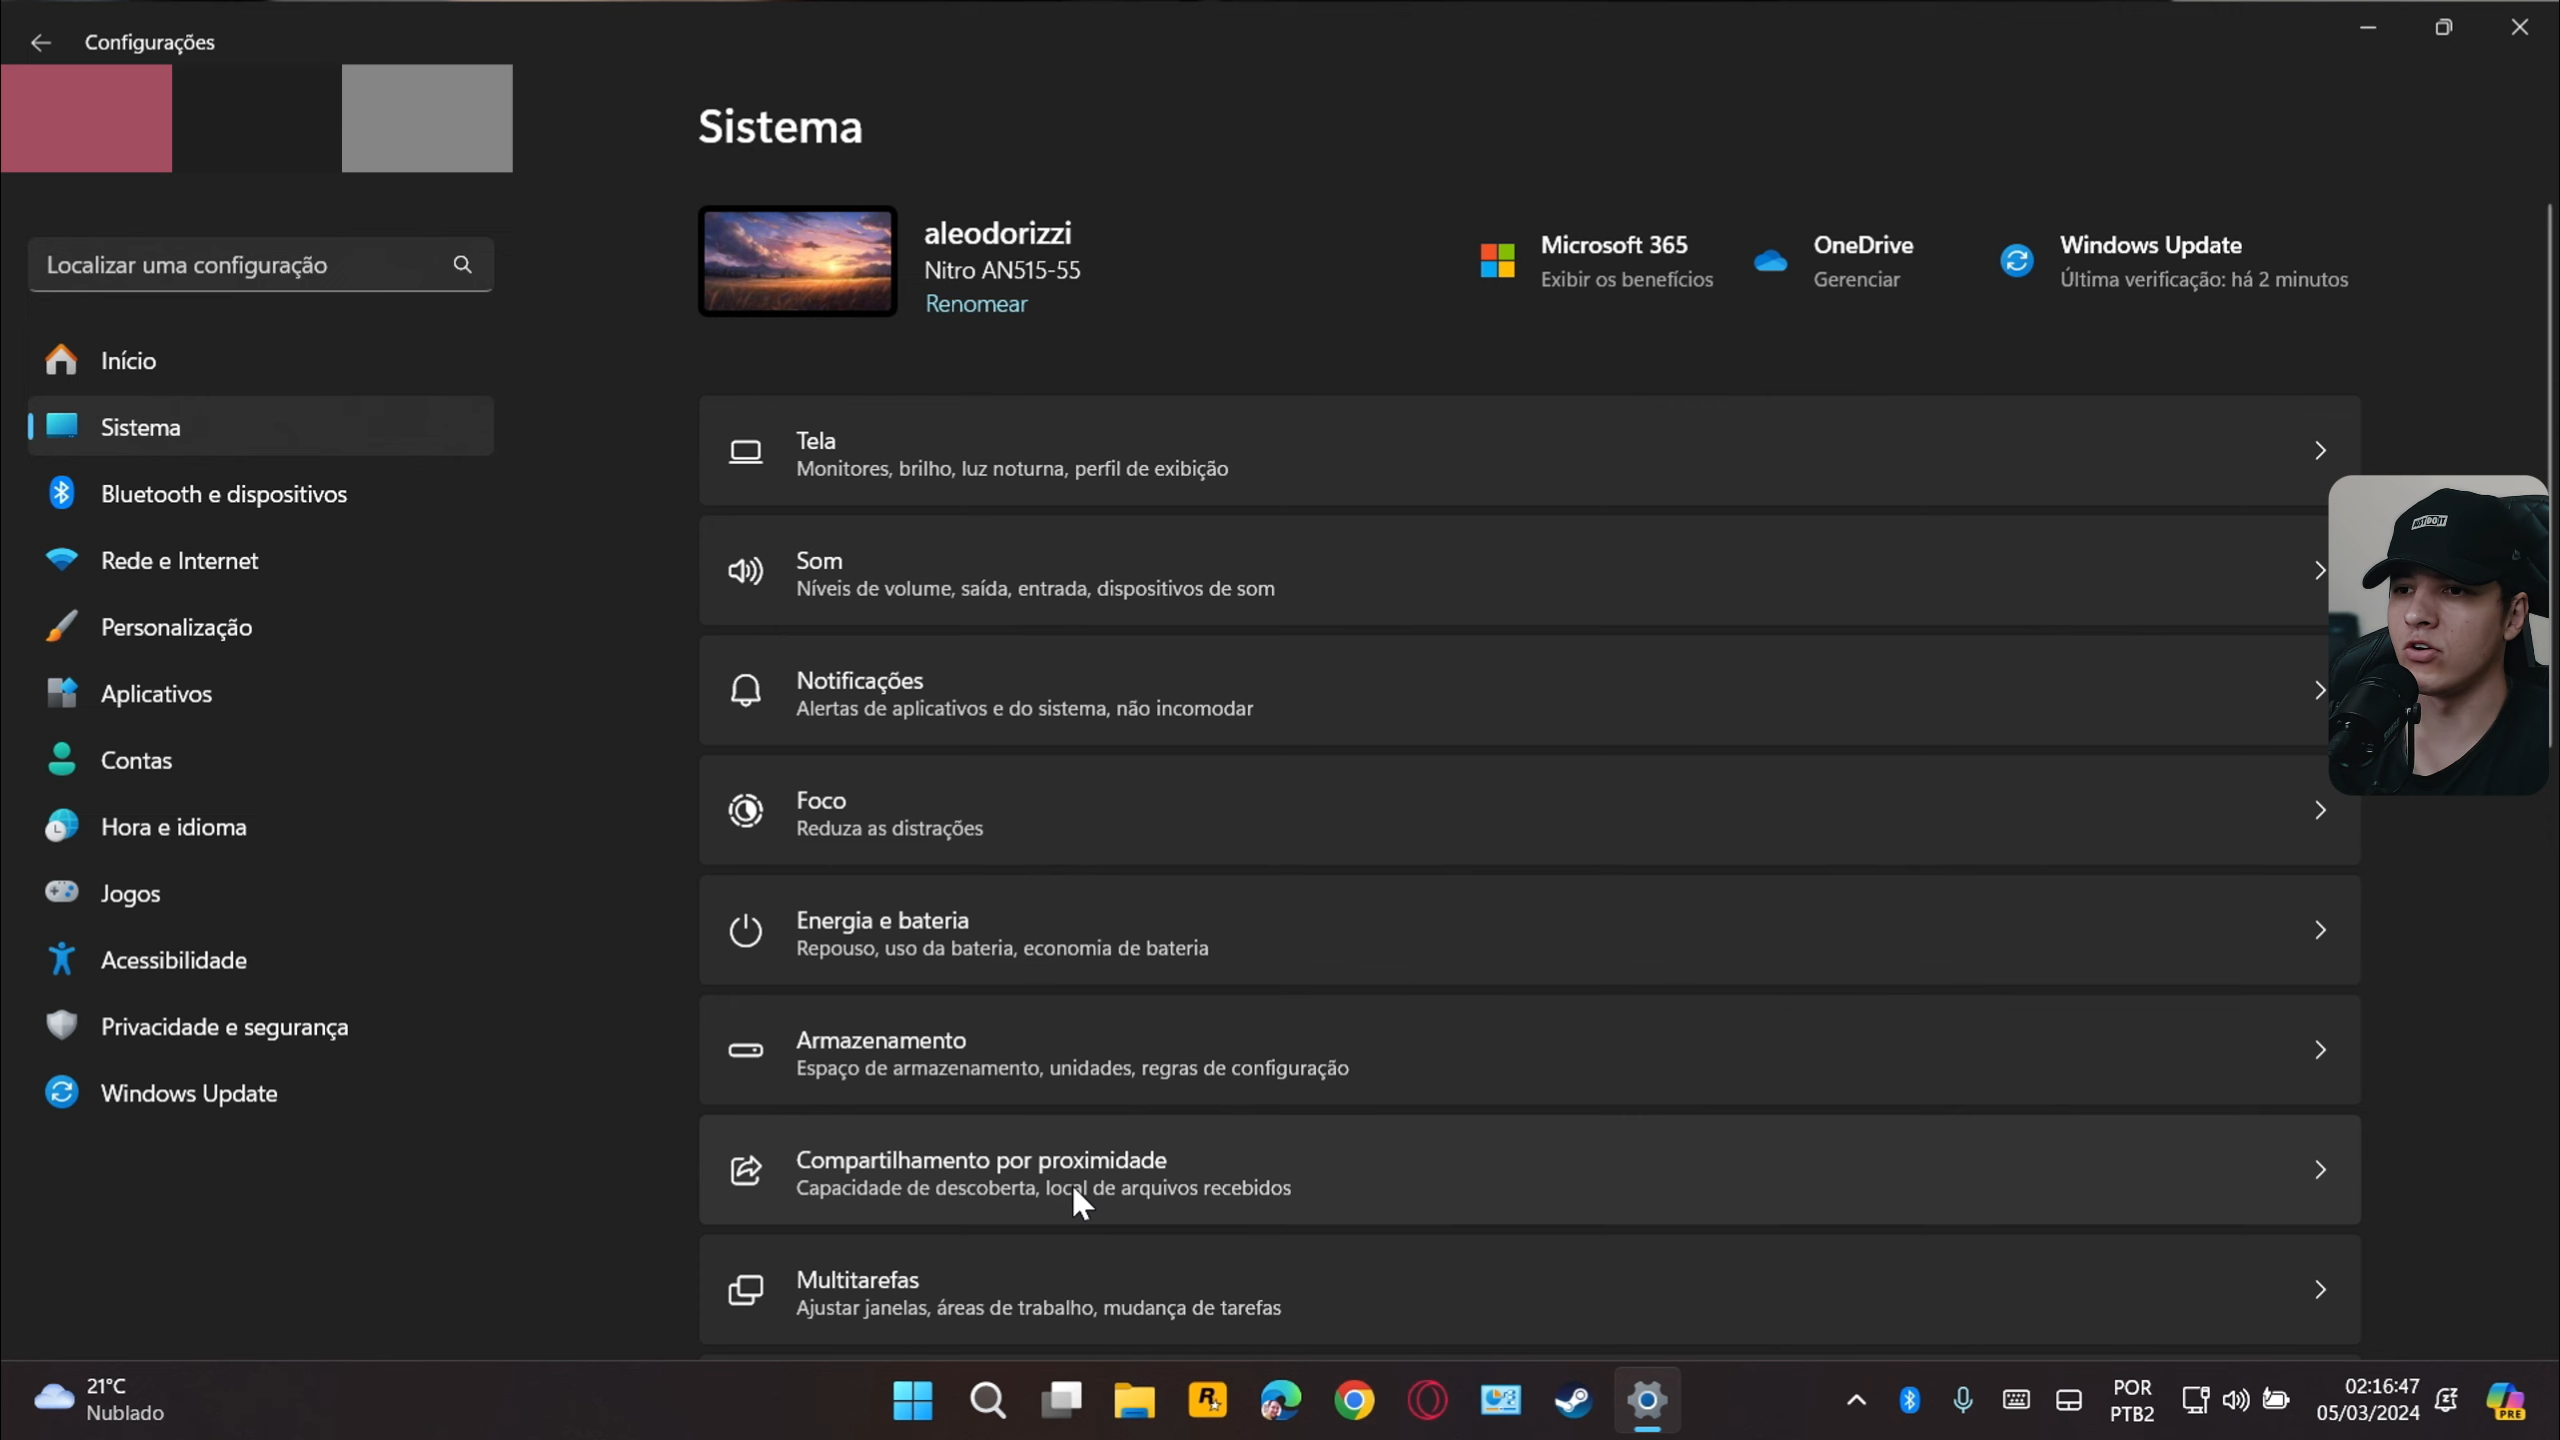 Configurações
Sistema
aleodorizzi
Nitro AN515-55
Renomear
Microsoft 365
Exibir os benefícios
OneDrive
Gerenciar
Windows Update
Última verificação: há 2 minutos
Localizar uma configuração
Início
Sistema
Bluetooth e dispositivos
Rede e Internet
Personalização
Aplicativos
Contas
Hora e idioma
Jogos
Acessibilidade
Privacidade e segurança
Windows Update
Tela
Monitores, brilho, luz noturna, perfil de exibição
Som
Níveis de volume, saída, entrada, dispositivos de som
Notificações
Alertas de aplicativos e do sistema, não incomodar
Foco
Reduza as distrações
Energia e bateria
Repouso, uso da bateria, economia de bateria
Armazenamento
Espaço de armazenamento, unidades, regras de configuração
Compartilhamento por proximidade
Capacidade de descoberta, local de arquivos recebidos
Multitarefas
Ajustar janelas, áreas de trabalho, mudança de tarefas
21°C
Nublado
POR
PTB2
02:16:47
05/03/2024
PRE